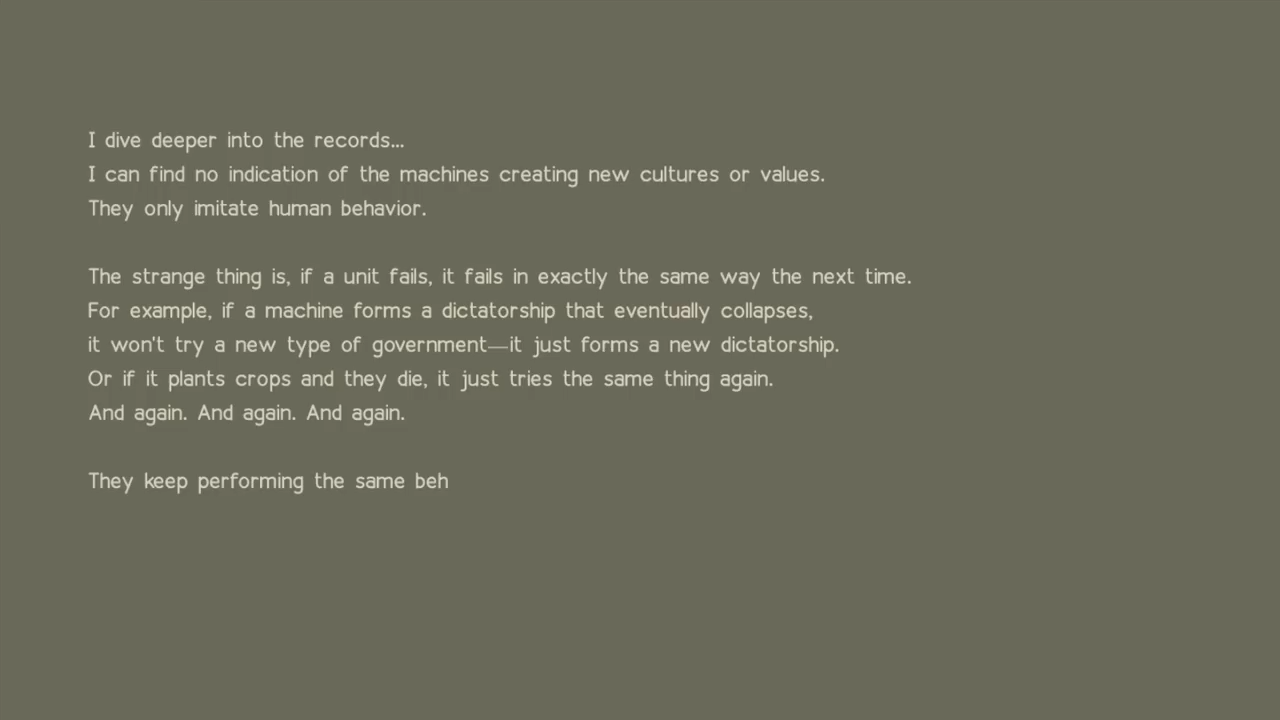 I dive deeper into the records...
I can find no indication of the machines creating new cultures or values.
They only imitate human behavior.
The strange thing is, if a unit fails, it fails in exactly the same way the next time.
For example, if a machine forms a dictatorship that eventually collapses,
it won't try a new type of government—it just forms a new dictatorship.
Or if it plants crops and they die, it just tries the same thing again.
And again. And again. And again.
They keep performing the same beh